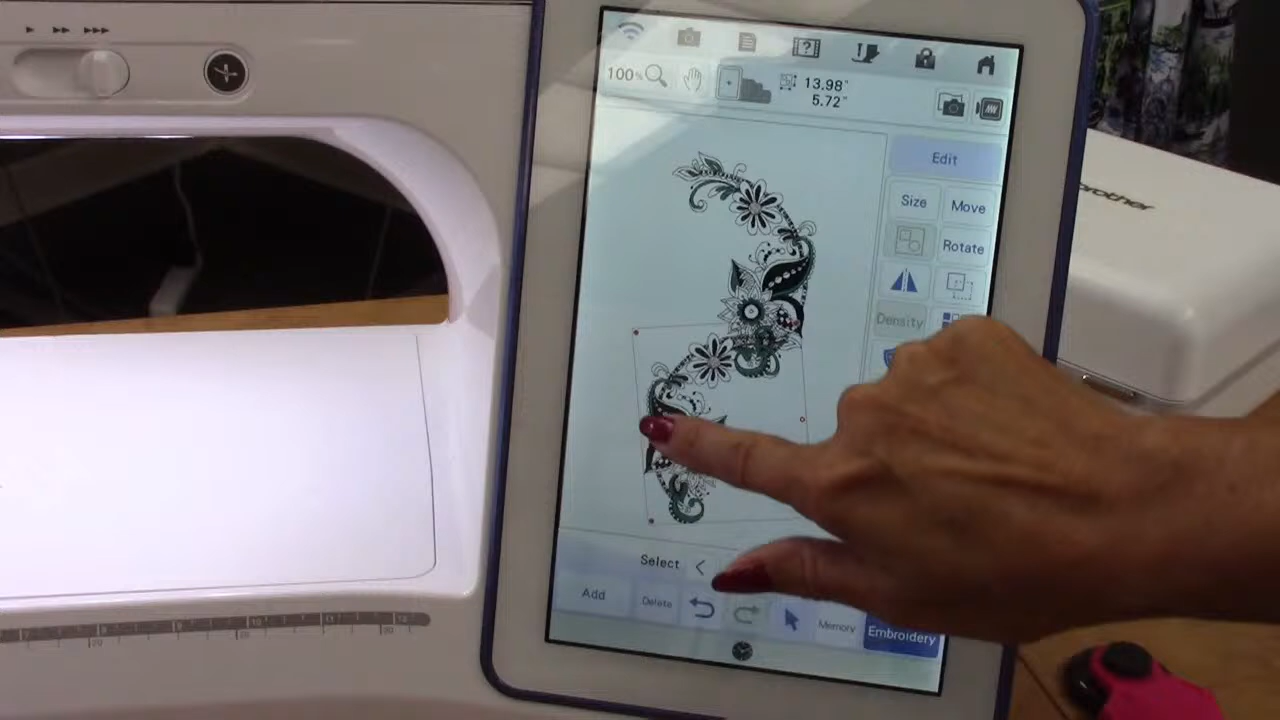 100%
13.98"
5.72"
Edit
Size
Move
Rotate
Density
Select
Add
Delete
Memory
Embroidery
brother